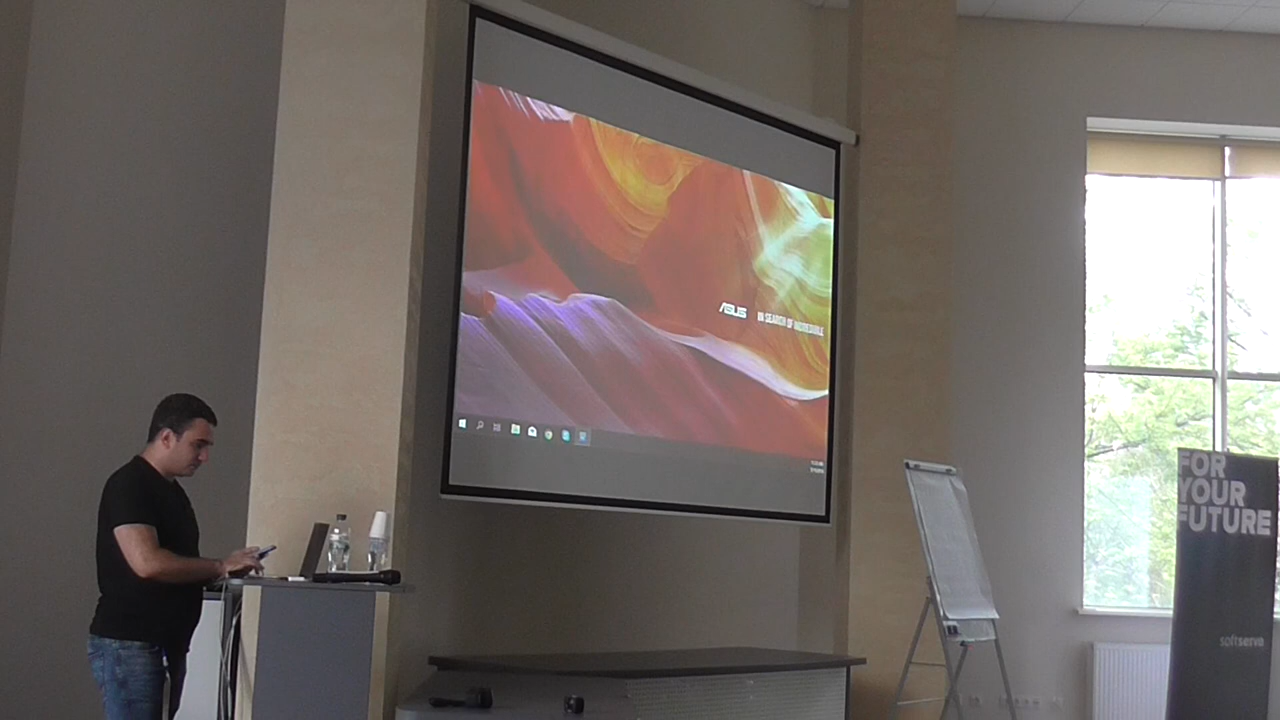 ASUS IN SEARCH OF INCREDIBLE
FOR
YOUR
FUTURE
softserve